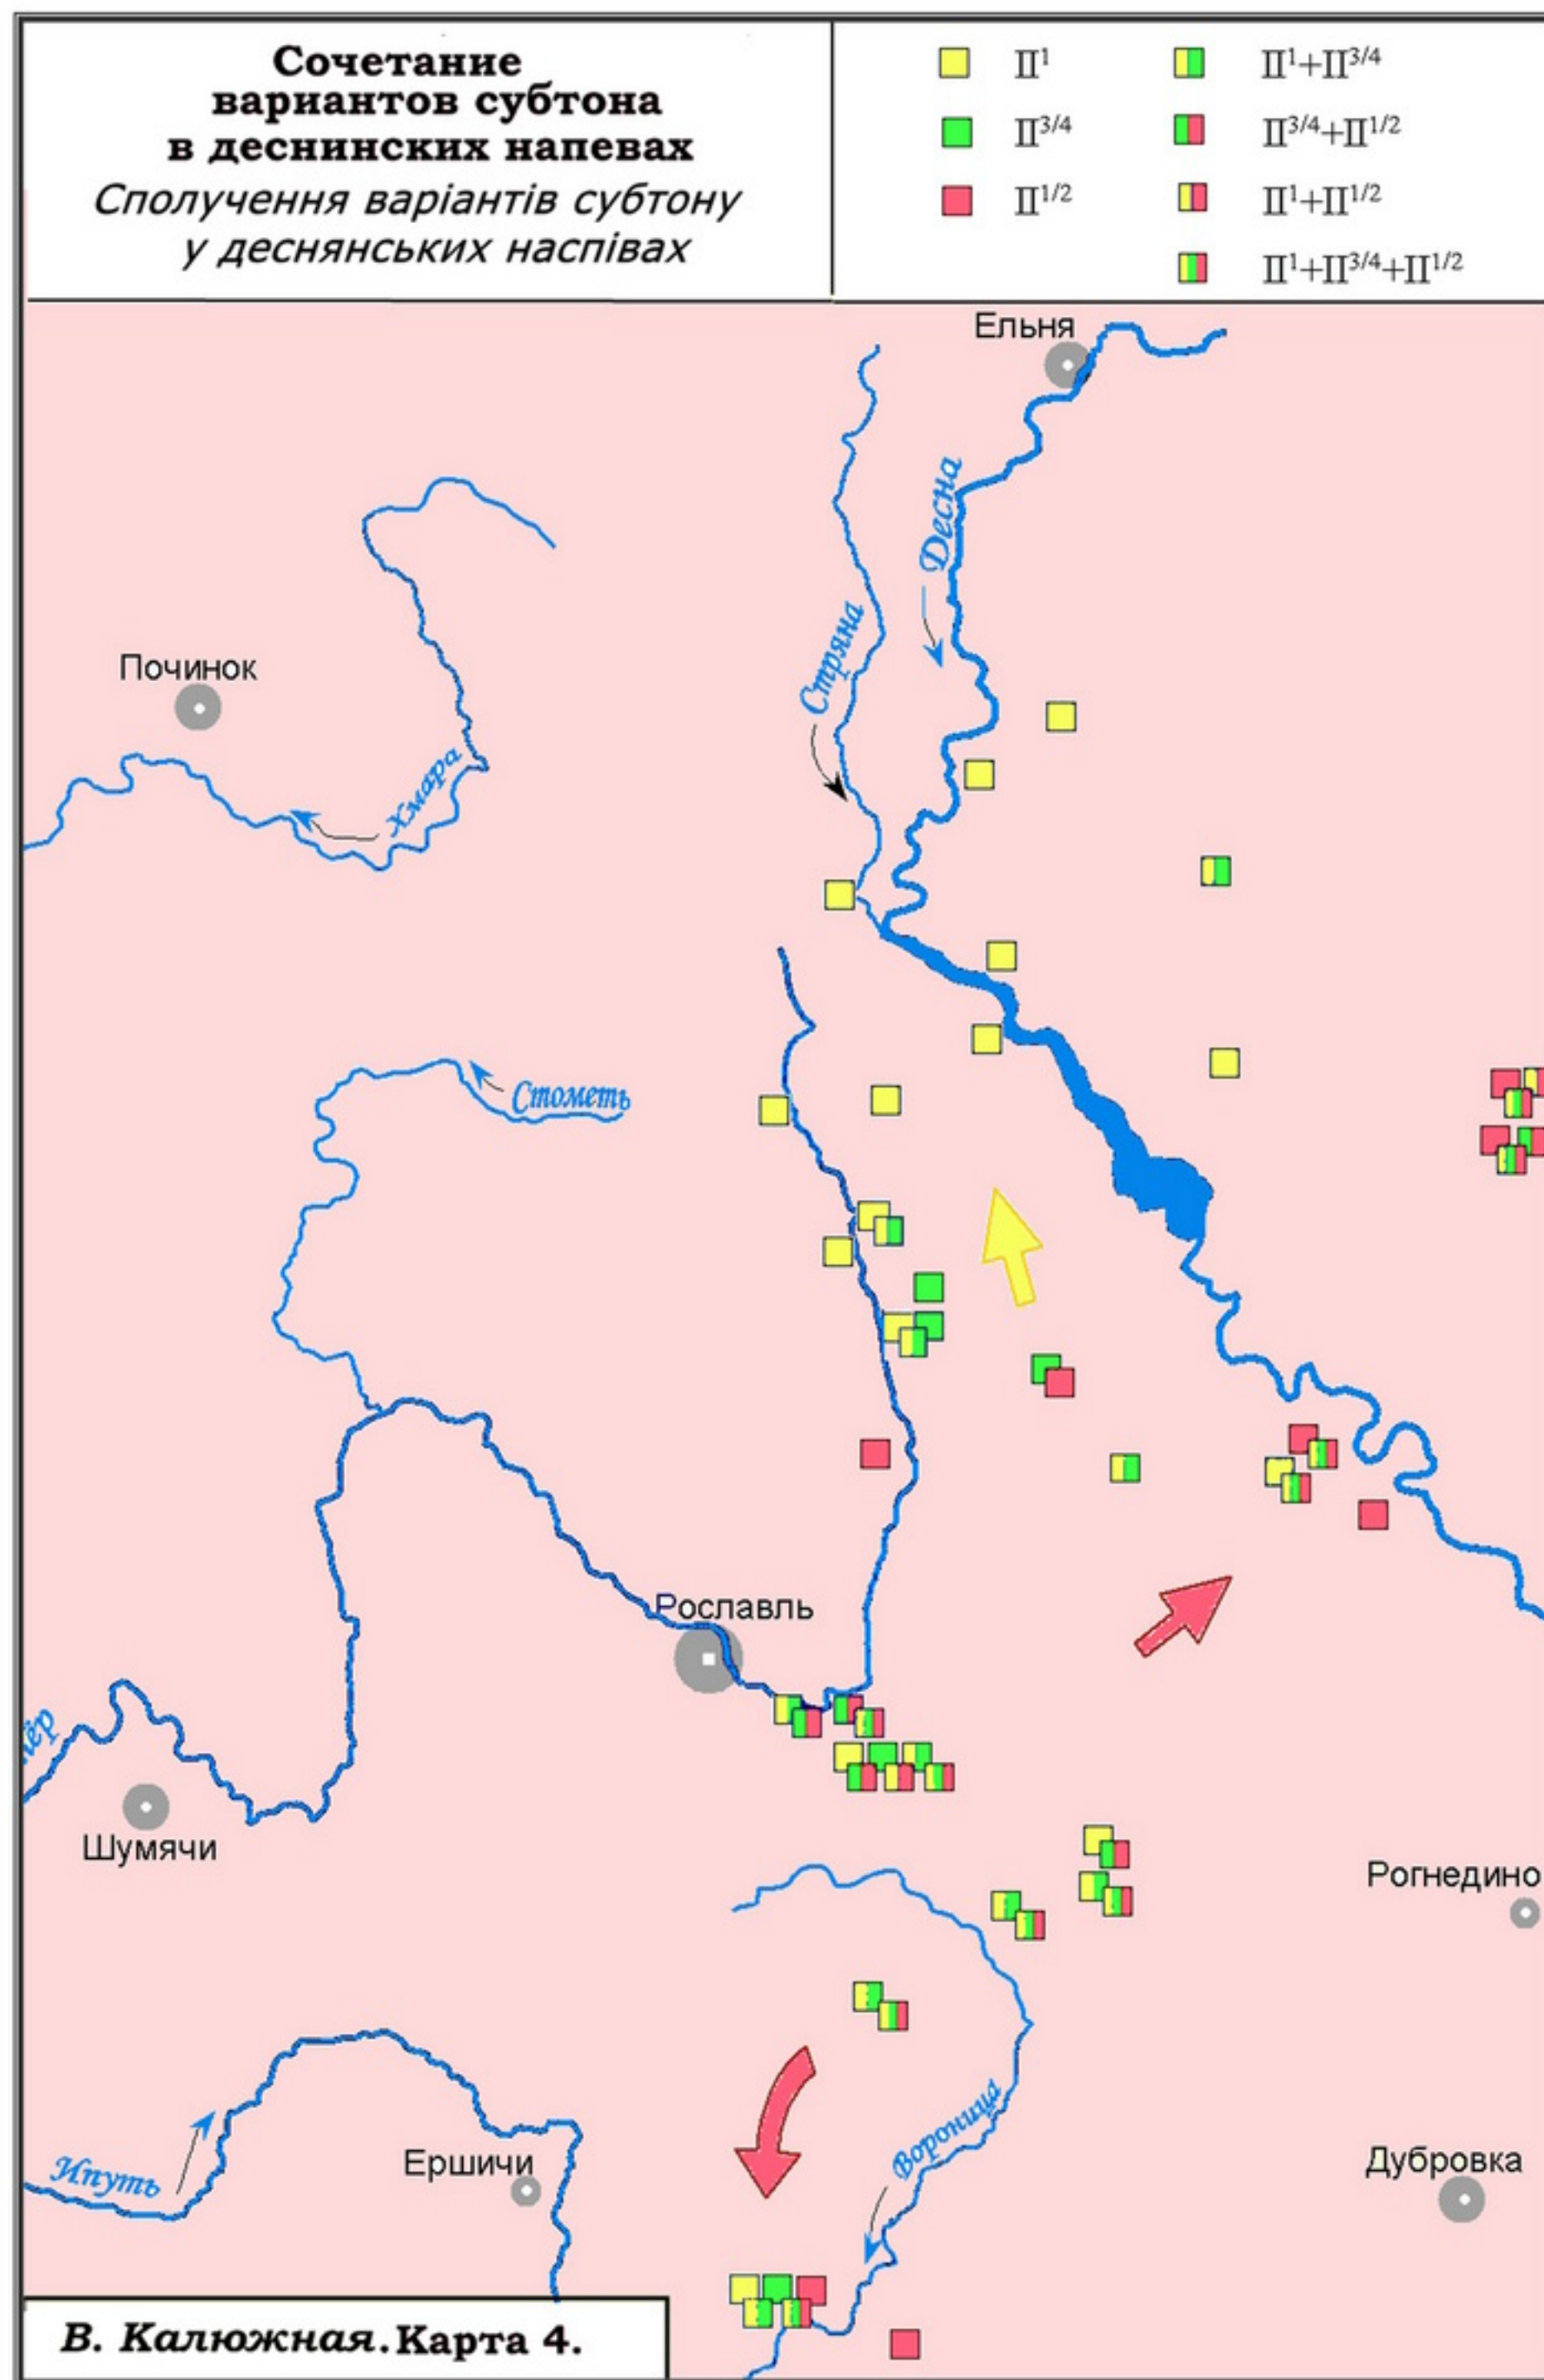 Сочетание
вариантов субтона
в деснинских напевах
Сполучення варіантів субтону
у деснянських наспівах
II¹
II¹+II³/⁴
II³/⁴
II³/⁴+II¹/²
II¹/²
II¹+II¹/²
II¹+II³/⁴+II¹/²
Ельня
Десна
Стряна
Починок
Хмара
Стометь
Рославль
ёр
Шумячи
Рогнедино
Вороница
Ипуть
Ершичи
Дубровка
В. Калюжная. Карта 4.